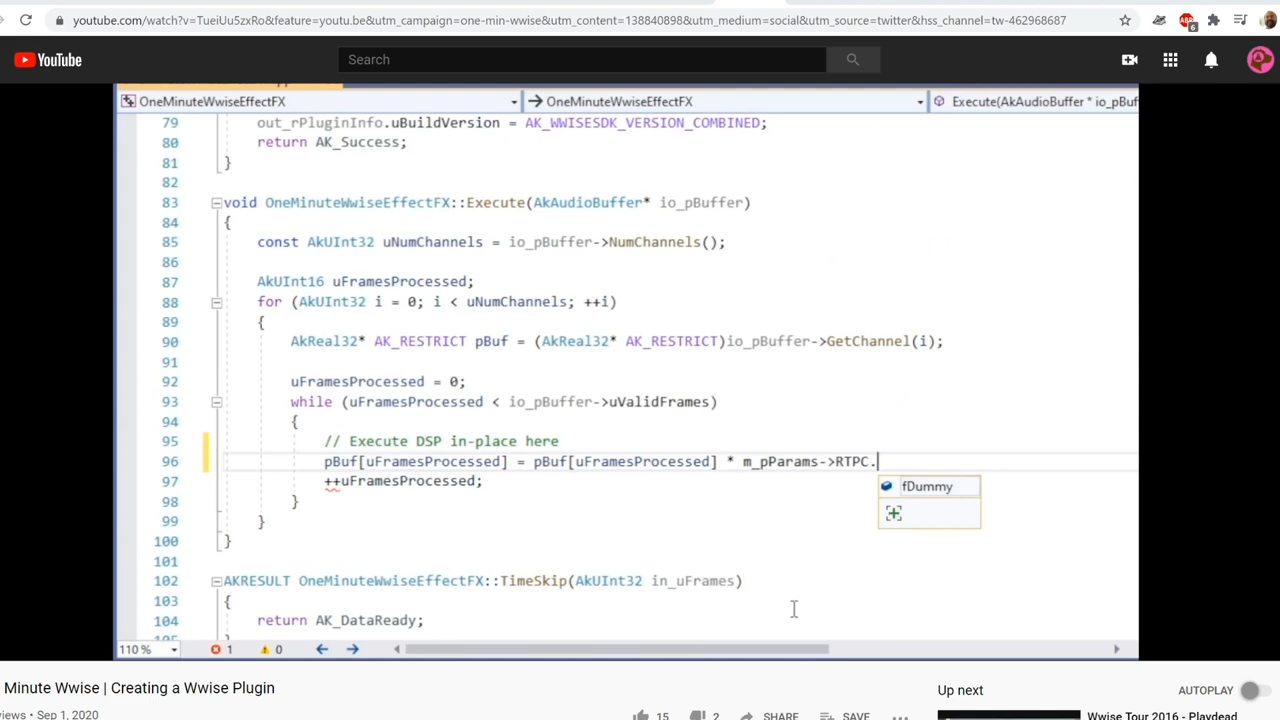 youtube.com/watch?v=TueiUu5zxRo&feature=youtu.be&utm_campaign=one-min-wwise&utm_content=138840898&utm_medium=social&utm_source=twitter&hss_channel=tw-462968687
6
YouTube
Search
OneMinuteWwiseEffectFX
OneMinuteWwiseEffectFX
Execute(AkAudioBuffer * io_pBuf
79 out_rPluginInfo.uBuildVersion = AK_WWISESDK_VERSION_COMBINED;
80 return AK_Success;
81 }
82
83 void OneMinuteWwiseEffectFX::Execute(AkAudioBuffer* io_pBuffer)
84 {
85 const AkUInt32 uNumChannels = io_pBuffer->NumChannels();
86
87 AkUInt16 uFramesProcessed;
88 for (AkUInt32 i = 0; i < uNumChannels; ++i)
89 {
90 AkReal32* AK_RESTRICT pBuf = (AkReal32* AK_RESTRICT)io_pBuffer->GetChannel(i);
91
92 uFramesProcessed = 0;
93 while (uFramesProcessed < io_pBuffer->uValidFrames)
94 {
95 // Execute DSP in-place here
96 pBuf[uFramesProcessed] = pBuf[uFramesProcessed] * m_pParams->RTPC.
fDummy
97 ++uFramesProcessed;
98 }
99 }
100 }
101
102 AKRESULT OneMinuteWwiseEffectFX::TimeSkip(AkUInt32 in_uFrames)
103 {
104 return AK_DataReady;
110 % 1 0
Minute Wwise | Creating a Wwise Plugin
iews • Sep 1, 2020
15 2 SHARE SAVE
Up next
AUTOPLAY
Wwise Tour 2016 - Playdead